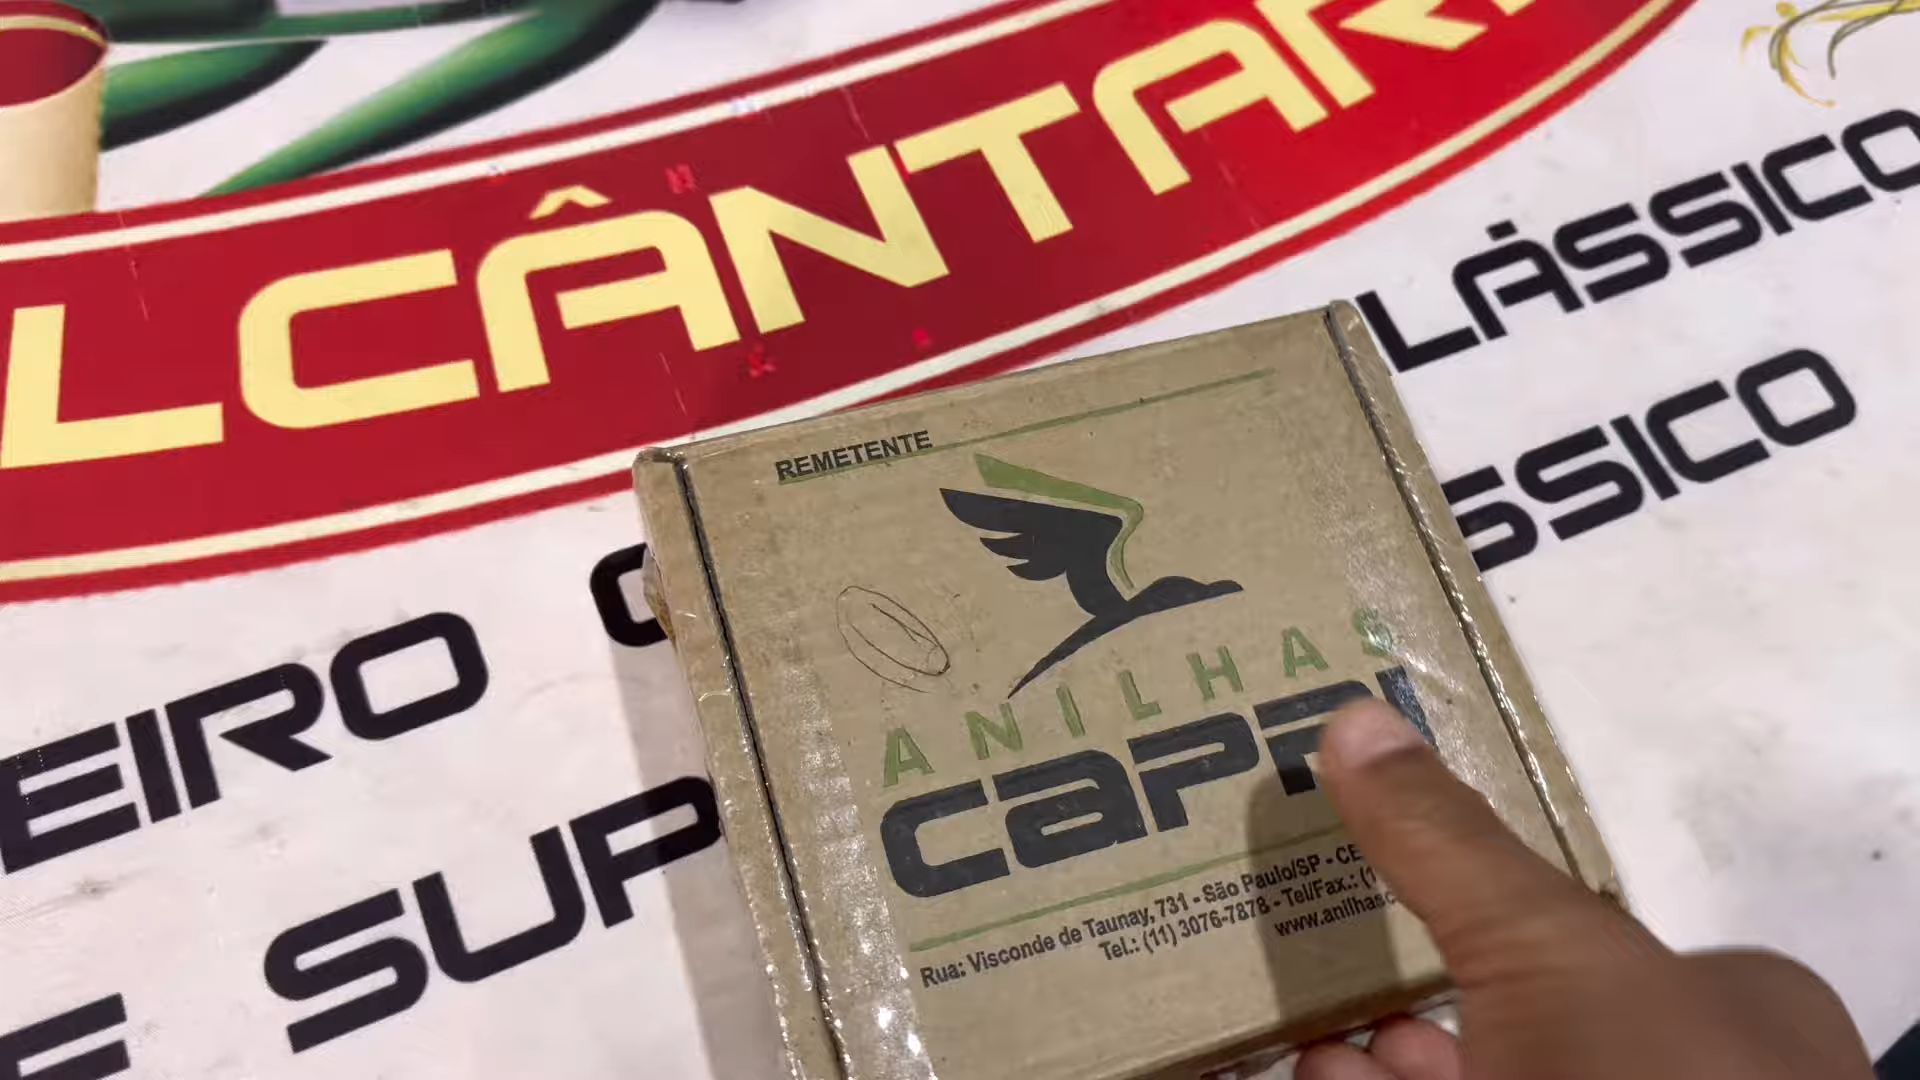 LCÂNTAR
LÁSSICO
SSICO
EIRO
SUP
REMETENTE
ANILHAS
CAPRI
Rua: Visconde de Taunay, 731 - São Paulo/SP - CE
Tel.: (11) 3076-7878 - Tel/Fax.: (1
www.anilhasc